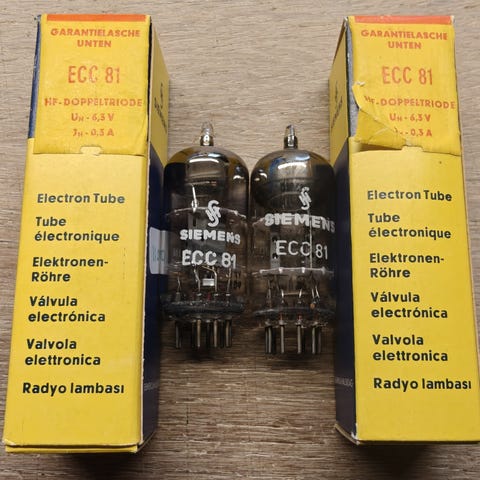 GARANTIELASCHE
UNTEN
ECC 81
HF-DOPPELTRIODE
UH - 6,3 V
JH - 0,3 A
Electron Tube
Tube
électronique
Elektronen-
Röhre
Válvula
electrónica
Valvola
elettronica
Radyo lambası
SIEMENS
ECC 81
SIEMENS
ECC 81
GARANTIELASCHE
UNTEN
ECC 81
HF-DOPPELTRIODE
UH - 6,3 V
JH - 0,3 A
Electron Tube
Tube
électronique
Elektronen-
Röhre
Válvula
electrónica
Valvola
elettronica
Radyo lambası